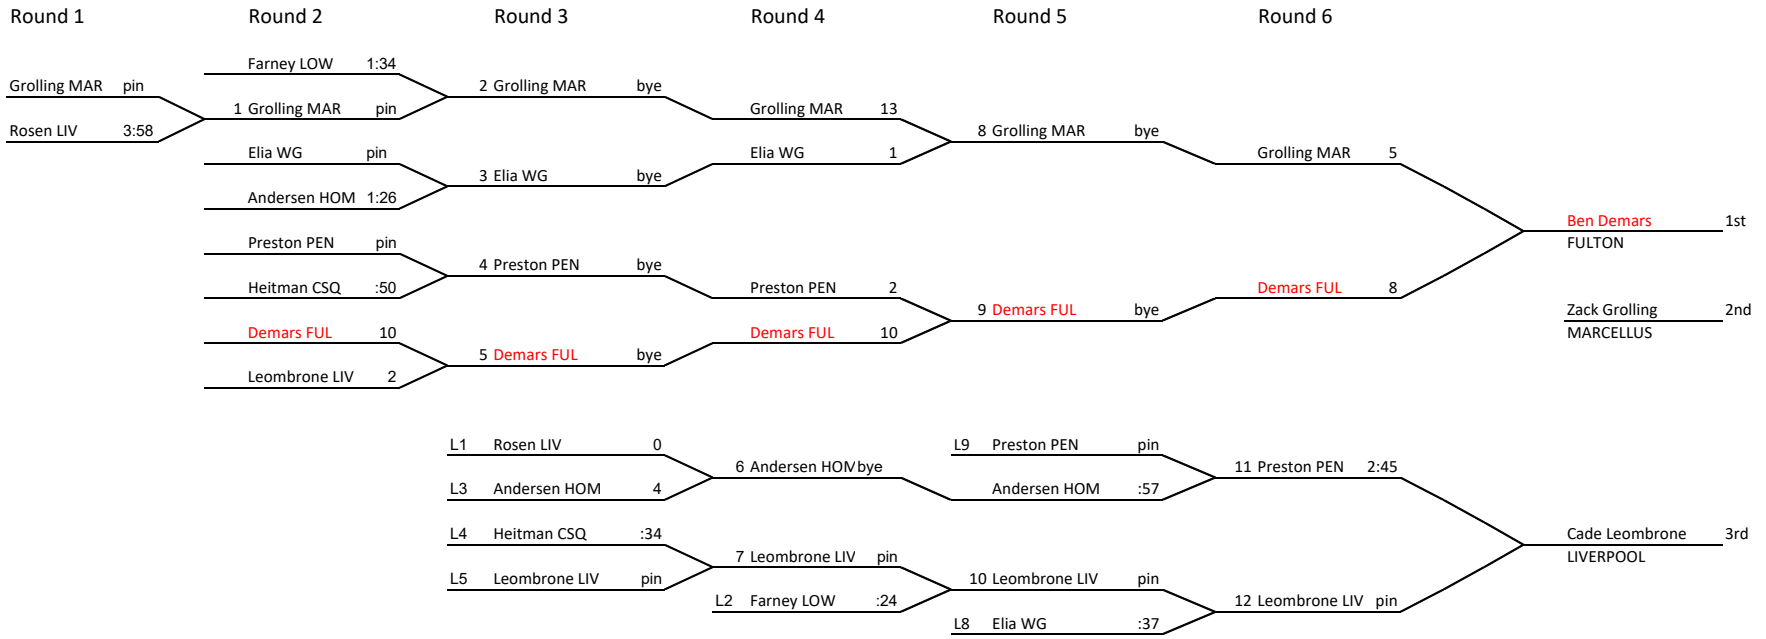 Round 1 Round 2 Round 3 Round 4 Round 5 Round 6
Farney LOW 1:34
Grolling MAR pin 2 Grolling MAR bye
1 Grolling MAR pin Grolling MAR 13
Rosen LIV 3:58 8 Grolling MAR bye
Elia WG pin Elia WG 1 Grolling MAR 5
3 Elia WG bye
Andersen HOM 1:26
Ben Demars 1st
Preston PEN pin FULTON
4 Preston PEN bye
Heitman CSQ :50 Preston PEN 2 Demars FUL 8
9 Demars FUL bye Zack Grolling 2nd
Demars FUL 10 Demars FUL 10 MARCELLUS
5 Demars FUL bye
Leombrone LIV 2
L1 Rosen LIV 0 L9 Preston PEN pin
6 Andersen HOM bye 11 Preston PEN 2:45
L3 Andersen HOM 4 Andersen HOM :57
L4 Heitman CSQ :34 Cade Leombrone 3rd
7 Leombrone LIV pin LIVERPOOL
L5 Leombrone LIV pin 10 Leombrone LIV pin
L2 Farney LOW :24 12 Leombrone LIV pin
L8 Elia WG :37